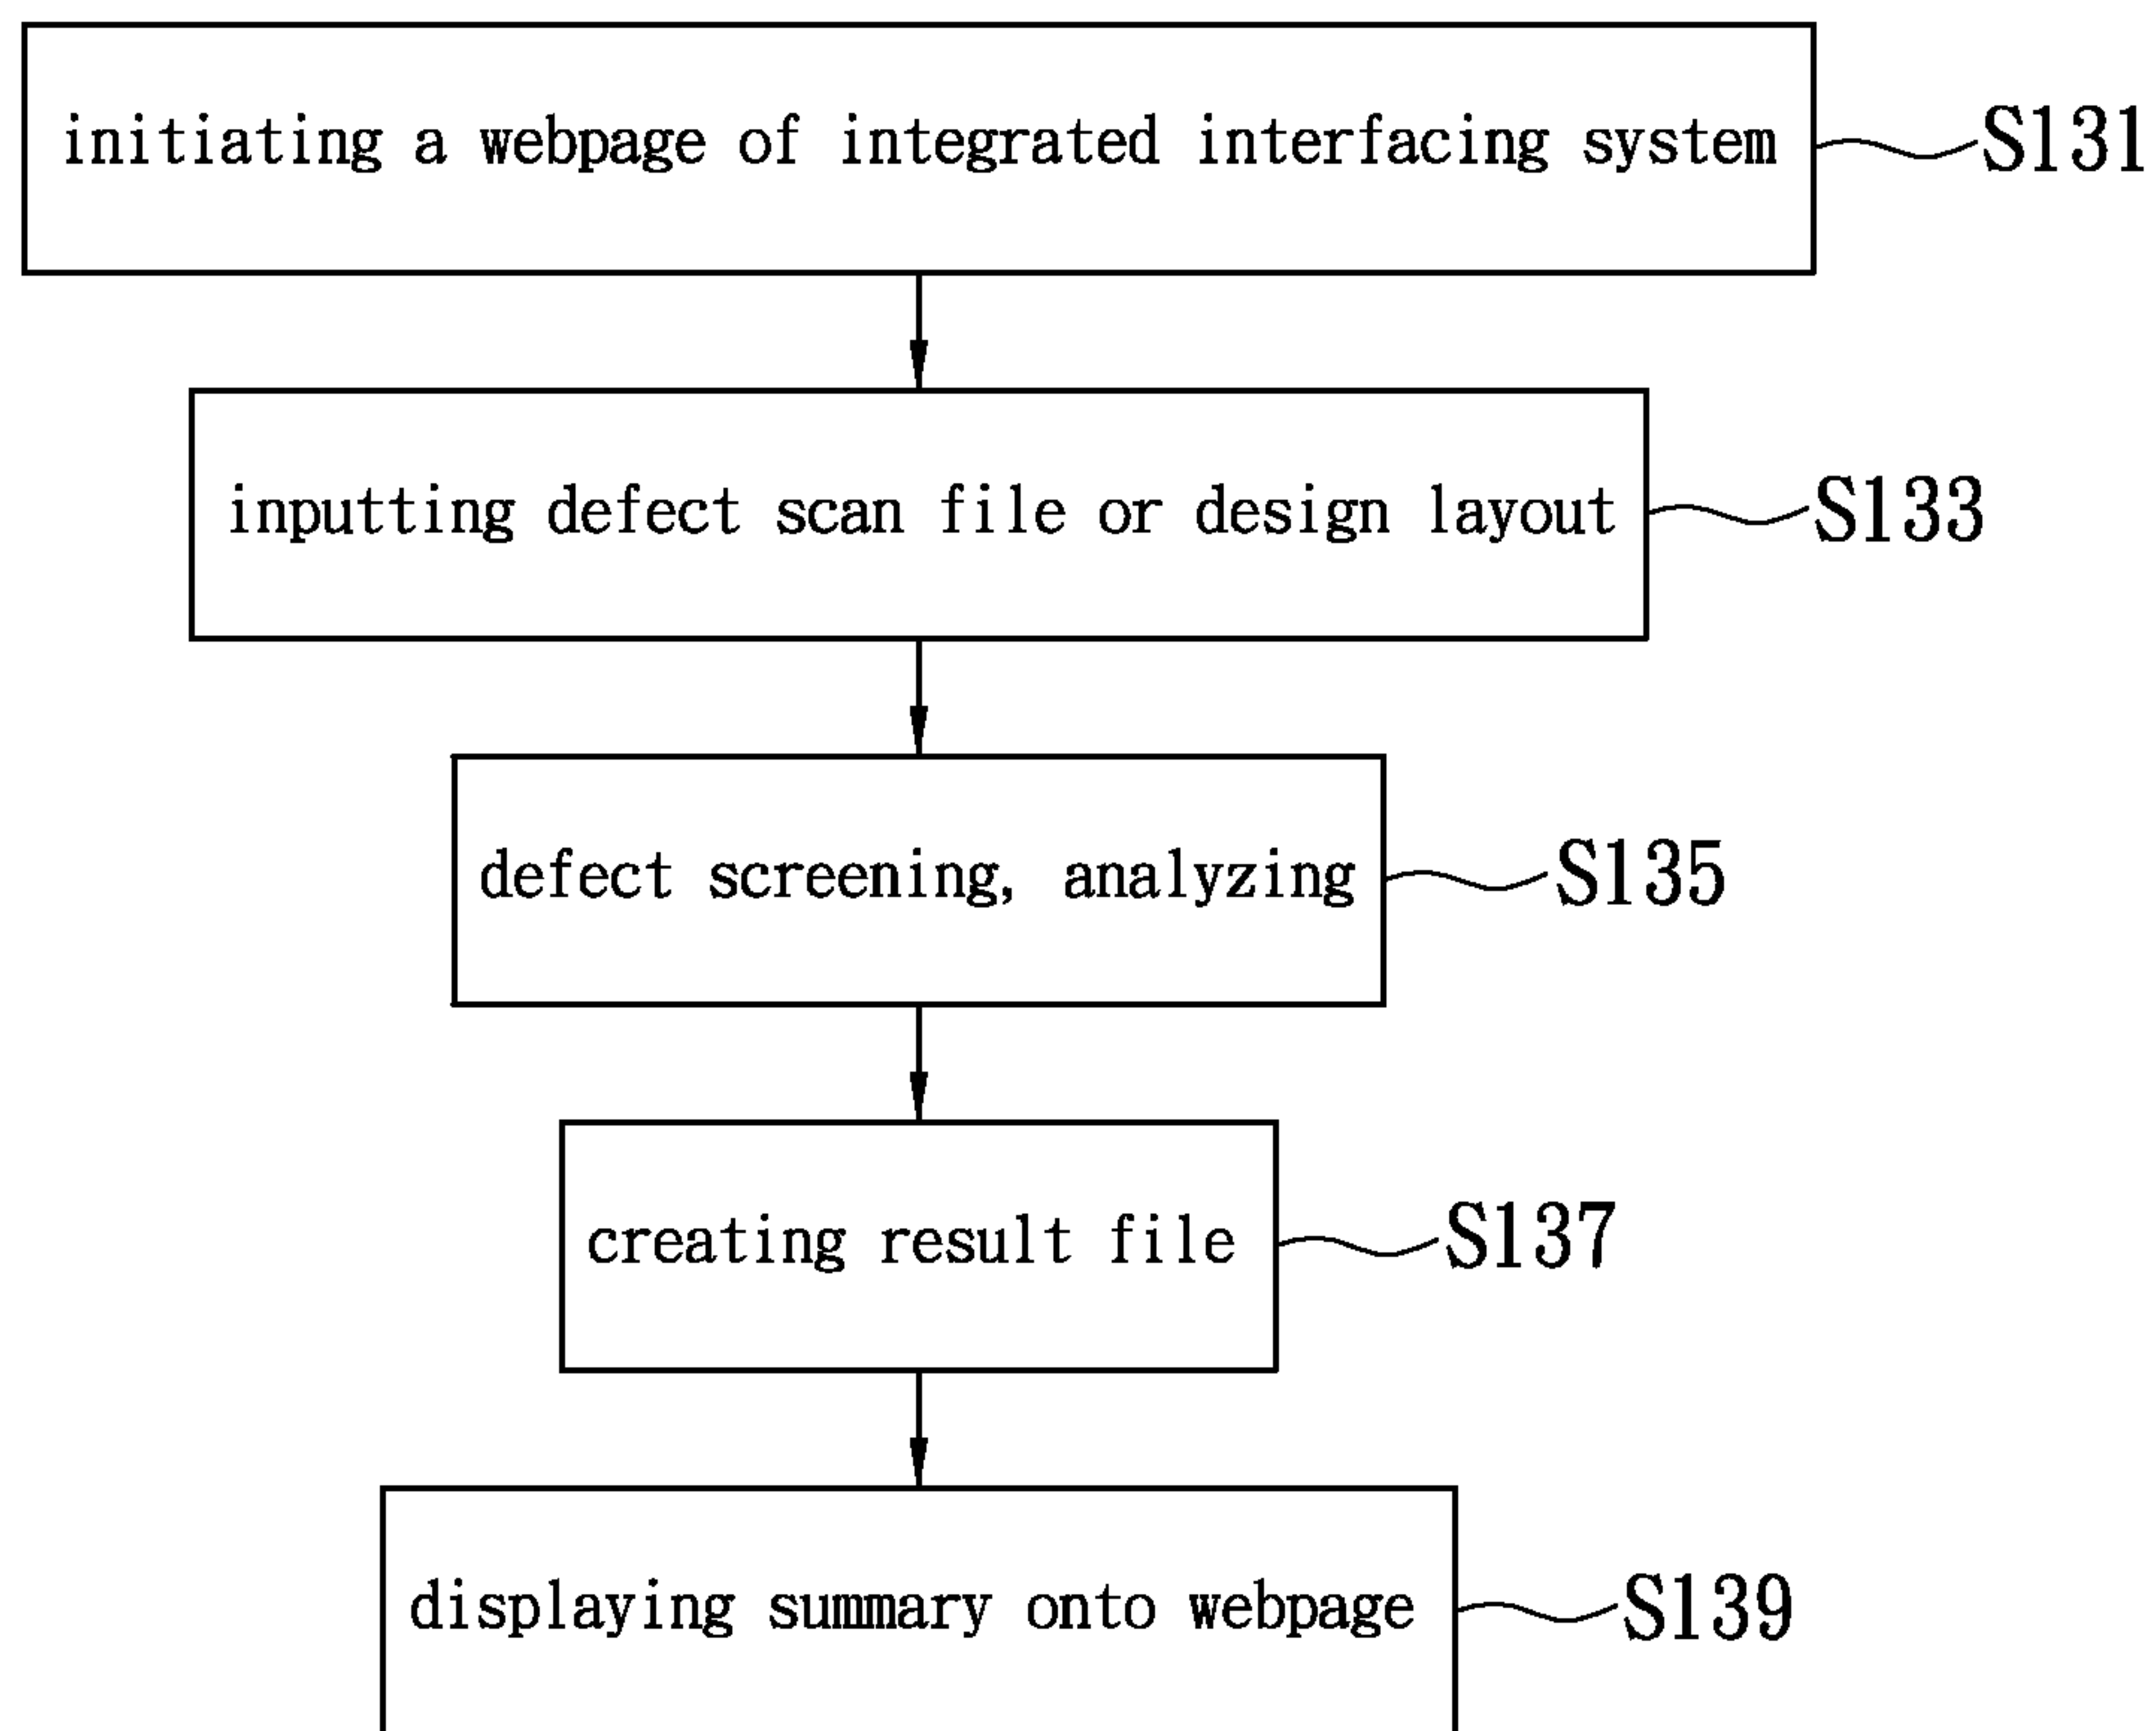 initiating a webpage of integrated interfacing system S131
inputting defect scan file or design layout S133
defect screening, analyzing S135
creating result file S137
displaying summary onto webpage S139